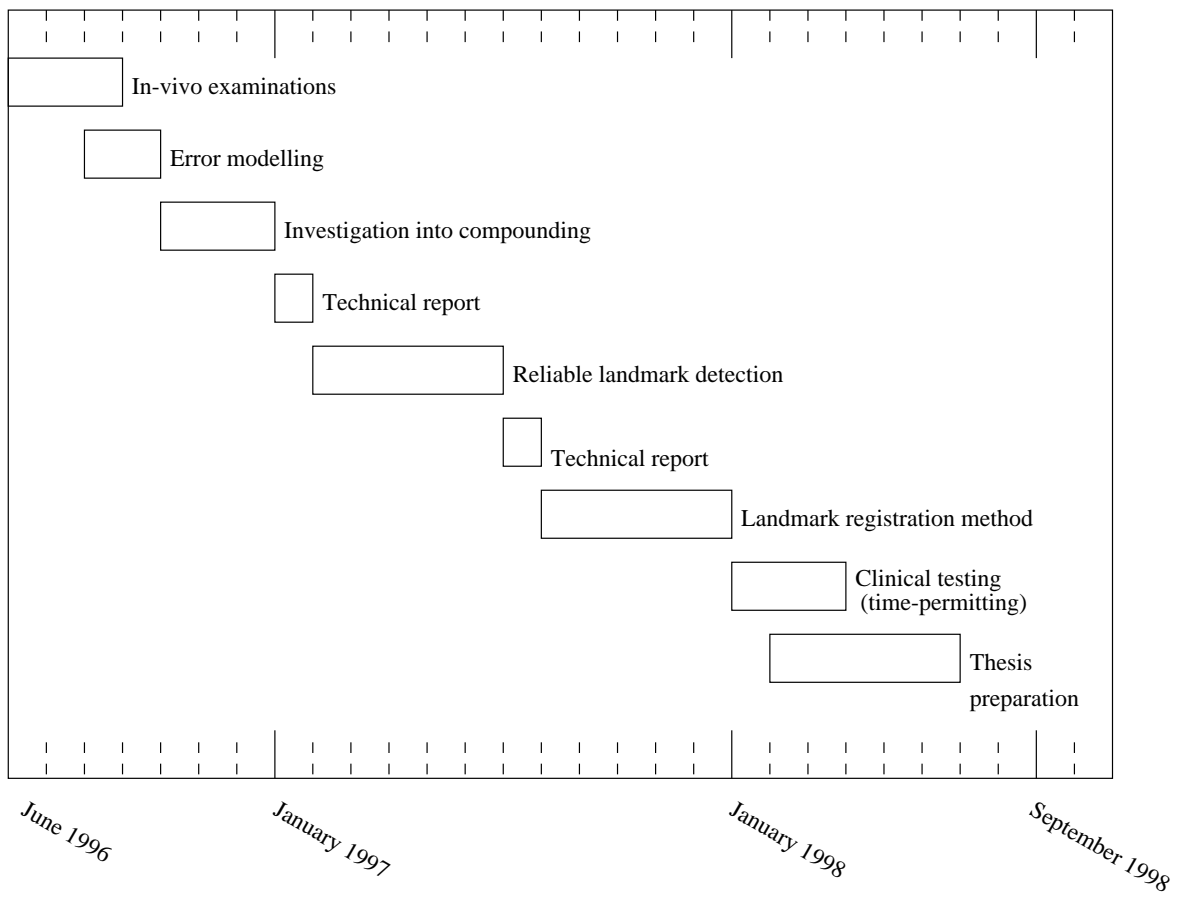 In-vivo examinations
Error modelling
Investigation into compounding
Technical report
Reliable landmark detection
Technical report
Landmark registration method
Clinical testing
(time-permitting)
Thesis
preparation
June 1996
January 1997
January 1998
September 1998